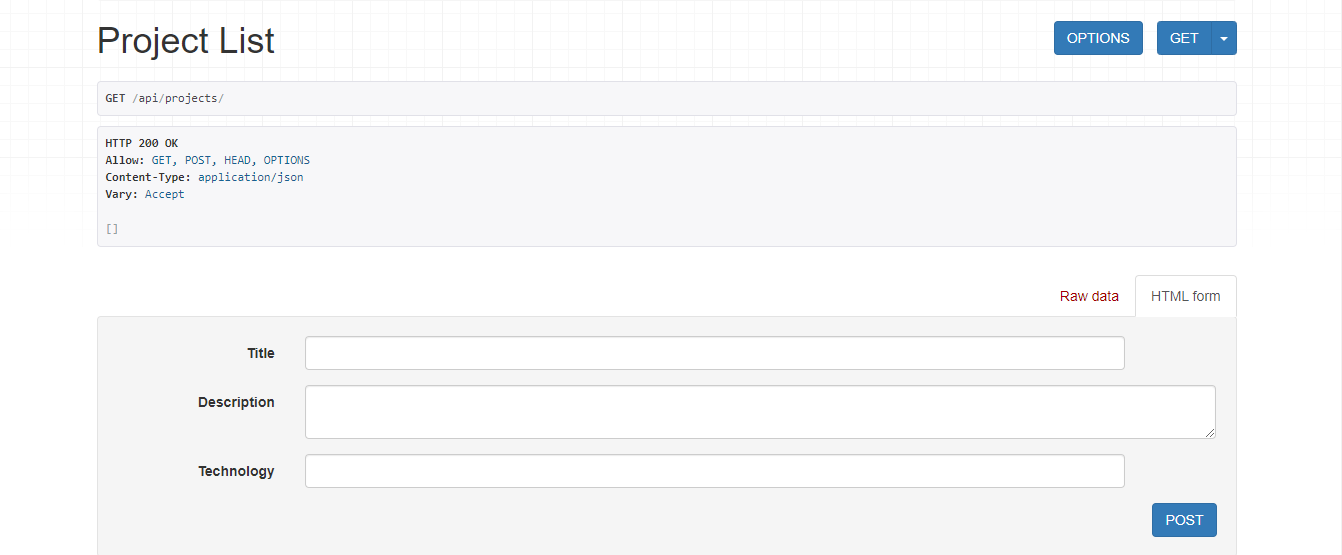 Project List
OPTIONS
GET
GET /api/projects/
HTTP 200 OK
Allow: GET, POST, HEAD, OPTIONS
Content-Type: application/json
Vary: Accept
[]
Raw data
HTML form
Title
Description
Technology
POST